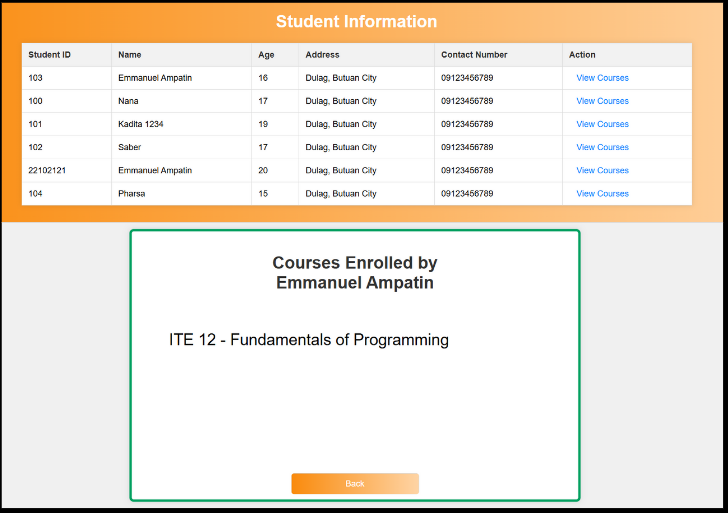 Student Information
Student ID Name Age Address Contact Number Action
103 Emmanuel Ampatin 16 Dulag, Butuan City 09123456789 View Courses
100 Nana 17 Dulag, Butuan City 09123456789 View Courses
101 Kadita 1234 19 Dulag, Butuan City 09123456789 View Courses
102 Saber 17 Dulag, Butuan City 09123456789 View Courses
22102121 Emmanuel Ampatin 20 Dulag, Butuan City 09123456789 View Courses
104 Pharsa 15 Dulag, Butuan City 09123456789 View Courses
Courses Enrolled by
Emmanuel Ampatin
ITE 12 - Fundamentals of Programming
Back